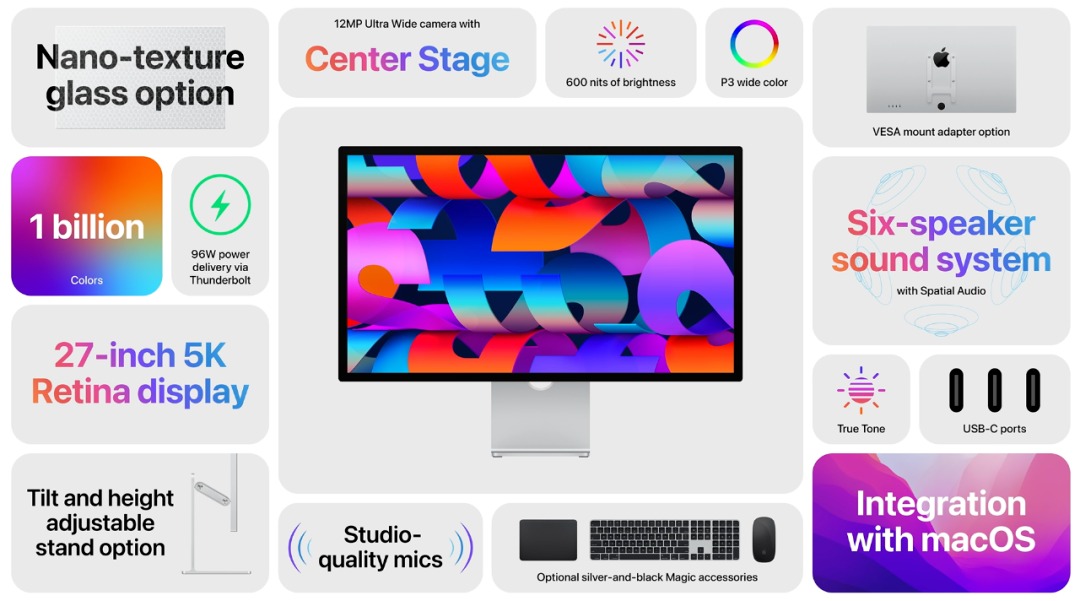 Nano-texture
glass option
12MP Ultra Wide camera with
Center Stage
600 nits of brightness
P3 wide color
VESA mount adapter option
1 billion
Colors
96W power
delivery via
Thunderbolt
Six-speaker
sound system
with Spatial Audio
27-inch 5K
Retina display
True Tone
USB-C ports
Tilt and height
adjustable
stand option
Studio-
quality mics
Optional silver-and-black Magic accessories
Integration
with macOS